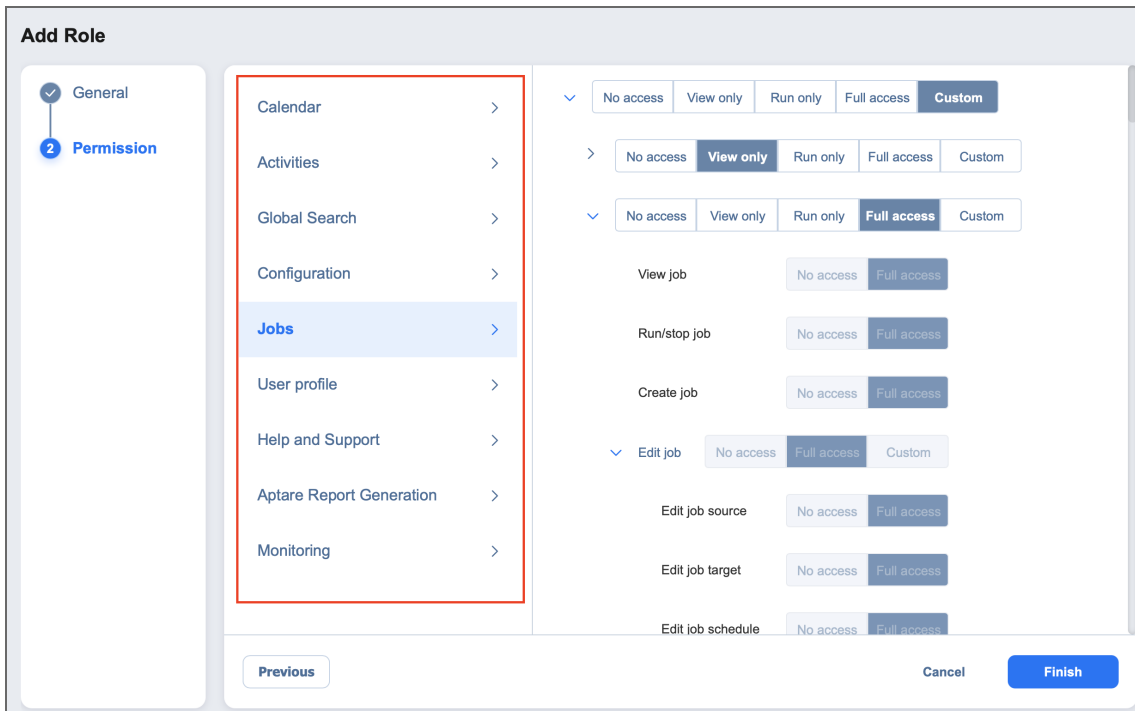 Add Role
General
2 Permission
Calendar
Activities
Global Search
Configuration
Jobs
User profile
Help and Support
Aptare Report Generation
Monitoring
No access View only Run only Full access Custom
No access View only Run only Full access Custom
No access View only Run only Full access Custom
View job No access Full access
Run/stop job No access Full access
Create job No access Full access
Edit job No access Full access Custom
Edit job source No access Full access
Edit job target No access Full access
Edit job schedule No access Full access
Previous Cancel Finish